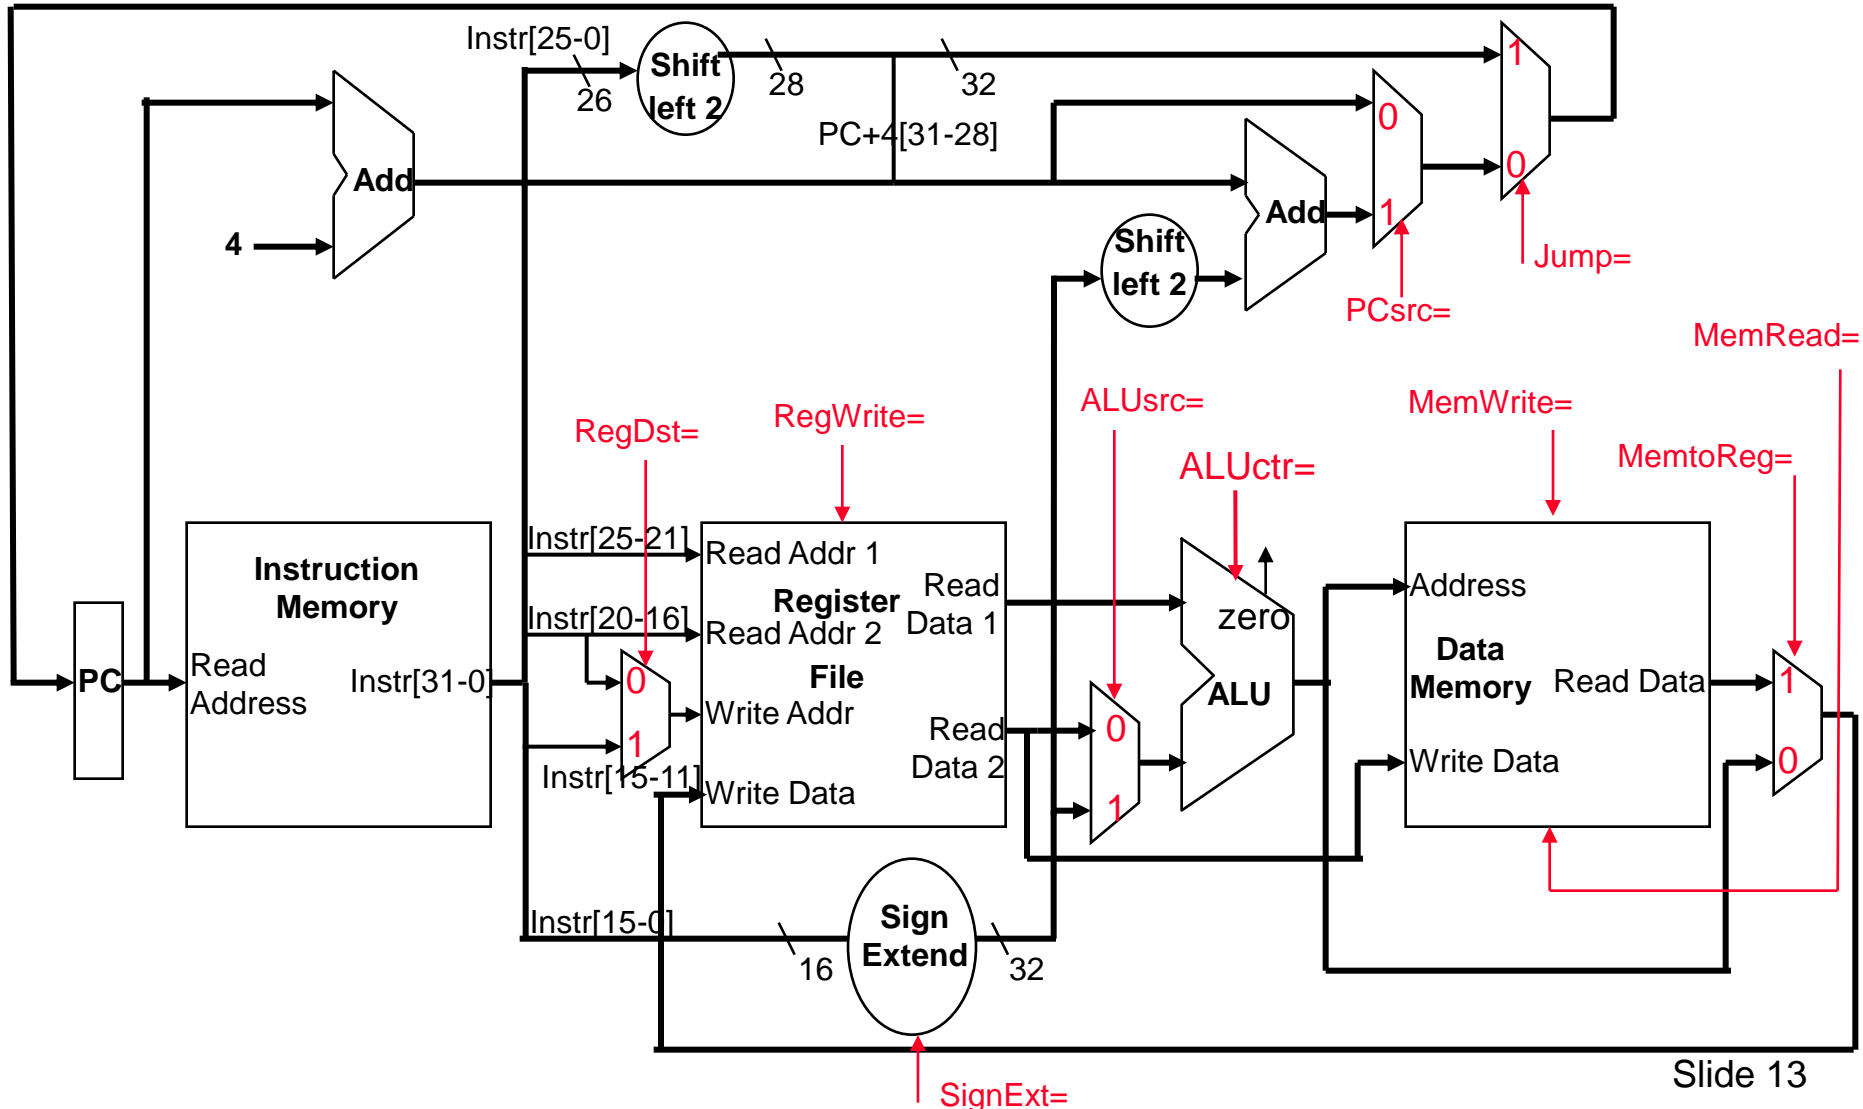 Instr[25-0]
26
Shift
left 2
28
32
PC+4[31-28]
1
0
0
1
Add
4
Add
Shift
left 2
Jump=
PCsrc=
MemRead=
RegDst=
RegWrite=
ALUsrc=
MemWrite=
ALUctr=
MemtoReg=
Instruction
Memory
Read
Address
Instr[31-0]
PC
Instr[25-21]
Instr[20-16]
0
1
Instr[15-11]
Read Addr 1
Register
Read Addr 2
File
Write Addr
Write Data
Read
Data 1
Read
Data 2
0
1
zero
ALU
Address
Data
Memory
Read Data
Write Data
1
0
Instr[15-0]
16
Sign
Extend
32
SignExt=
Slide 13